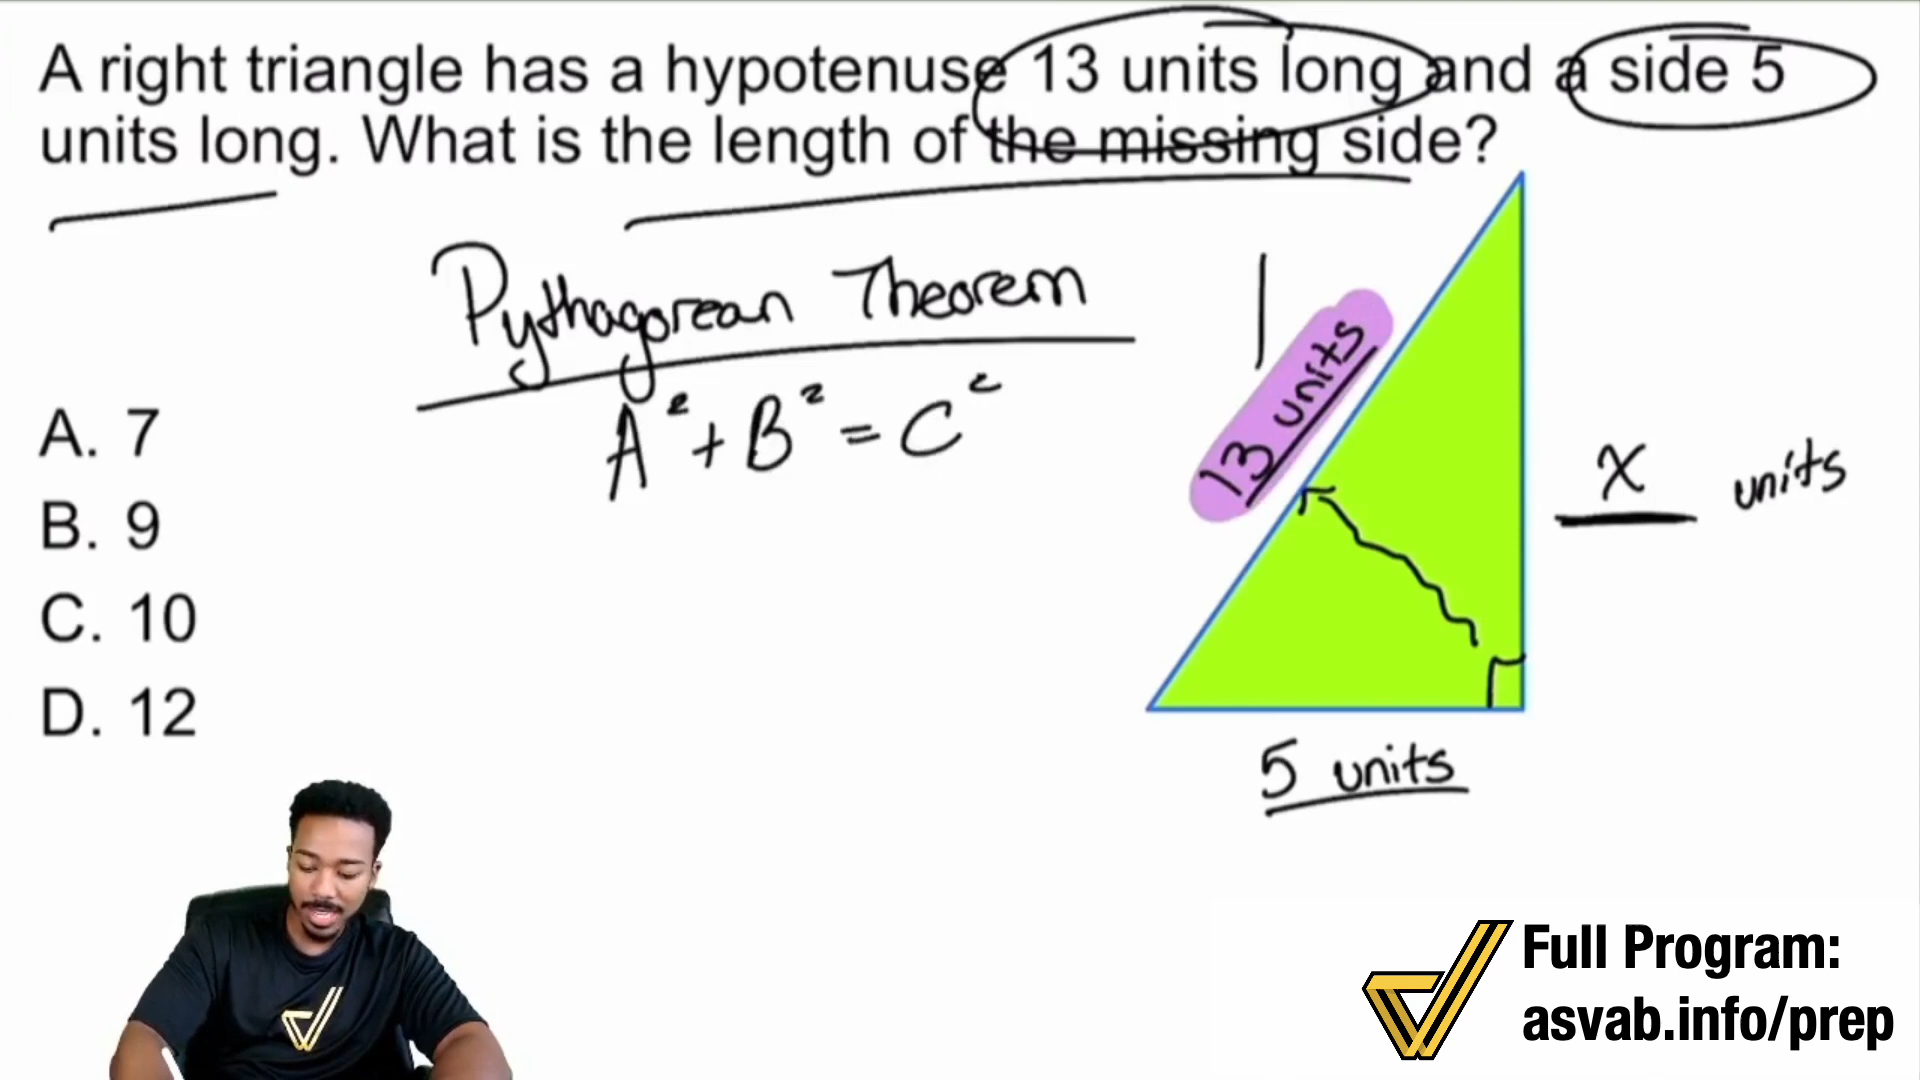 A right triangle has a hypotenuse 13 units long and a side 5
units long. What is the length of the missing side?
Pythagorean Theorem
A² + B² = C²
A. 7
B. 9
C. 10
D. 12
13 units
x units
5 units
Full Program:
asvab.info/prep